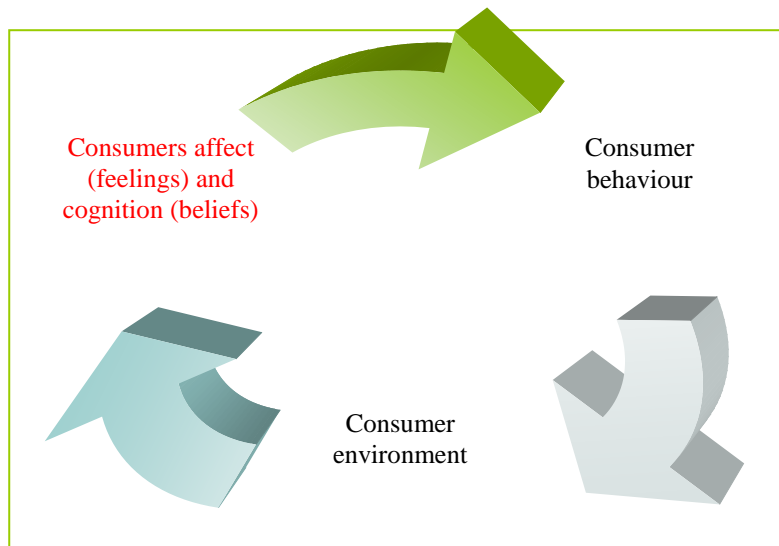 Consumers affect
(feelings) and
cognition (beliefs)
Consumer
behaviour
Consumer
environment